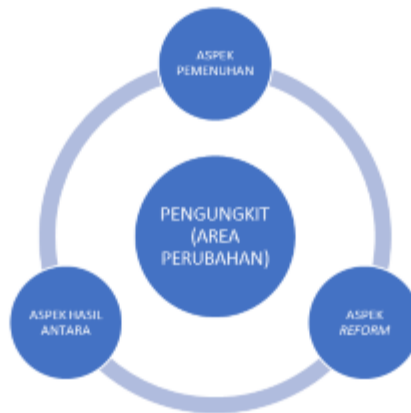 ASPEK
PEMENUHAN
PENGUNGKIT
(AREA
PERUBAHAN)
ASPEK HASIL
ANTARA
ASPEK
REFORM